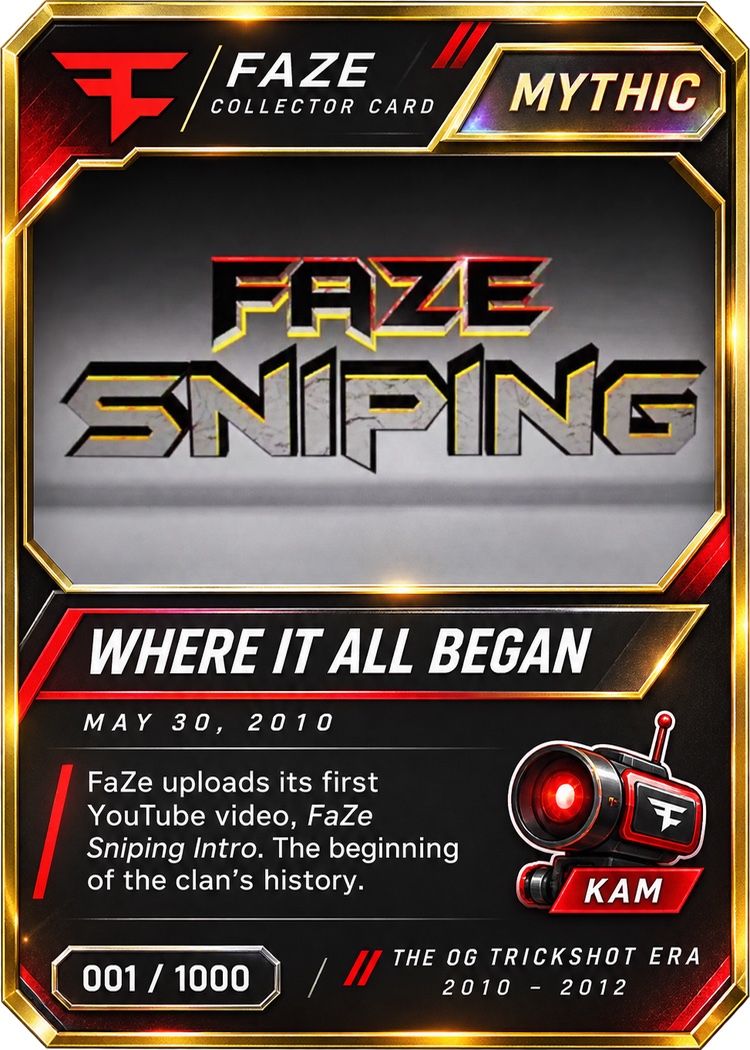 FAZE
COLLECTOR CARD
MYTHIC
FAZE
SNIPING
WHERE IT ALL BEGAN
MAY 30, 2010
FaZe uploads its first
YouTube video, FaZe
Sniping Intro. The beginning
of the clan’s history.
KAM
001 / 1000
THE OG TRICKSHOT ERA
2010 – 2012